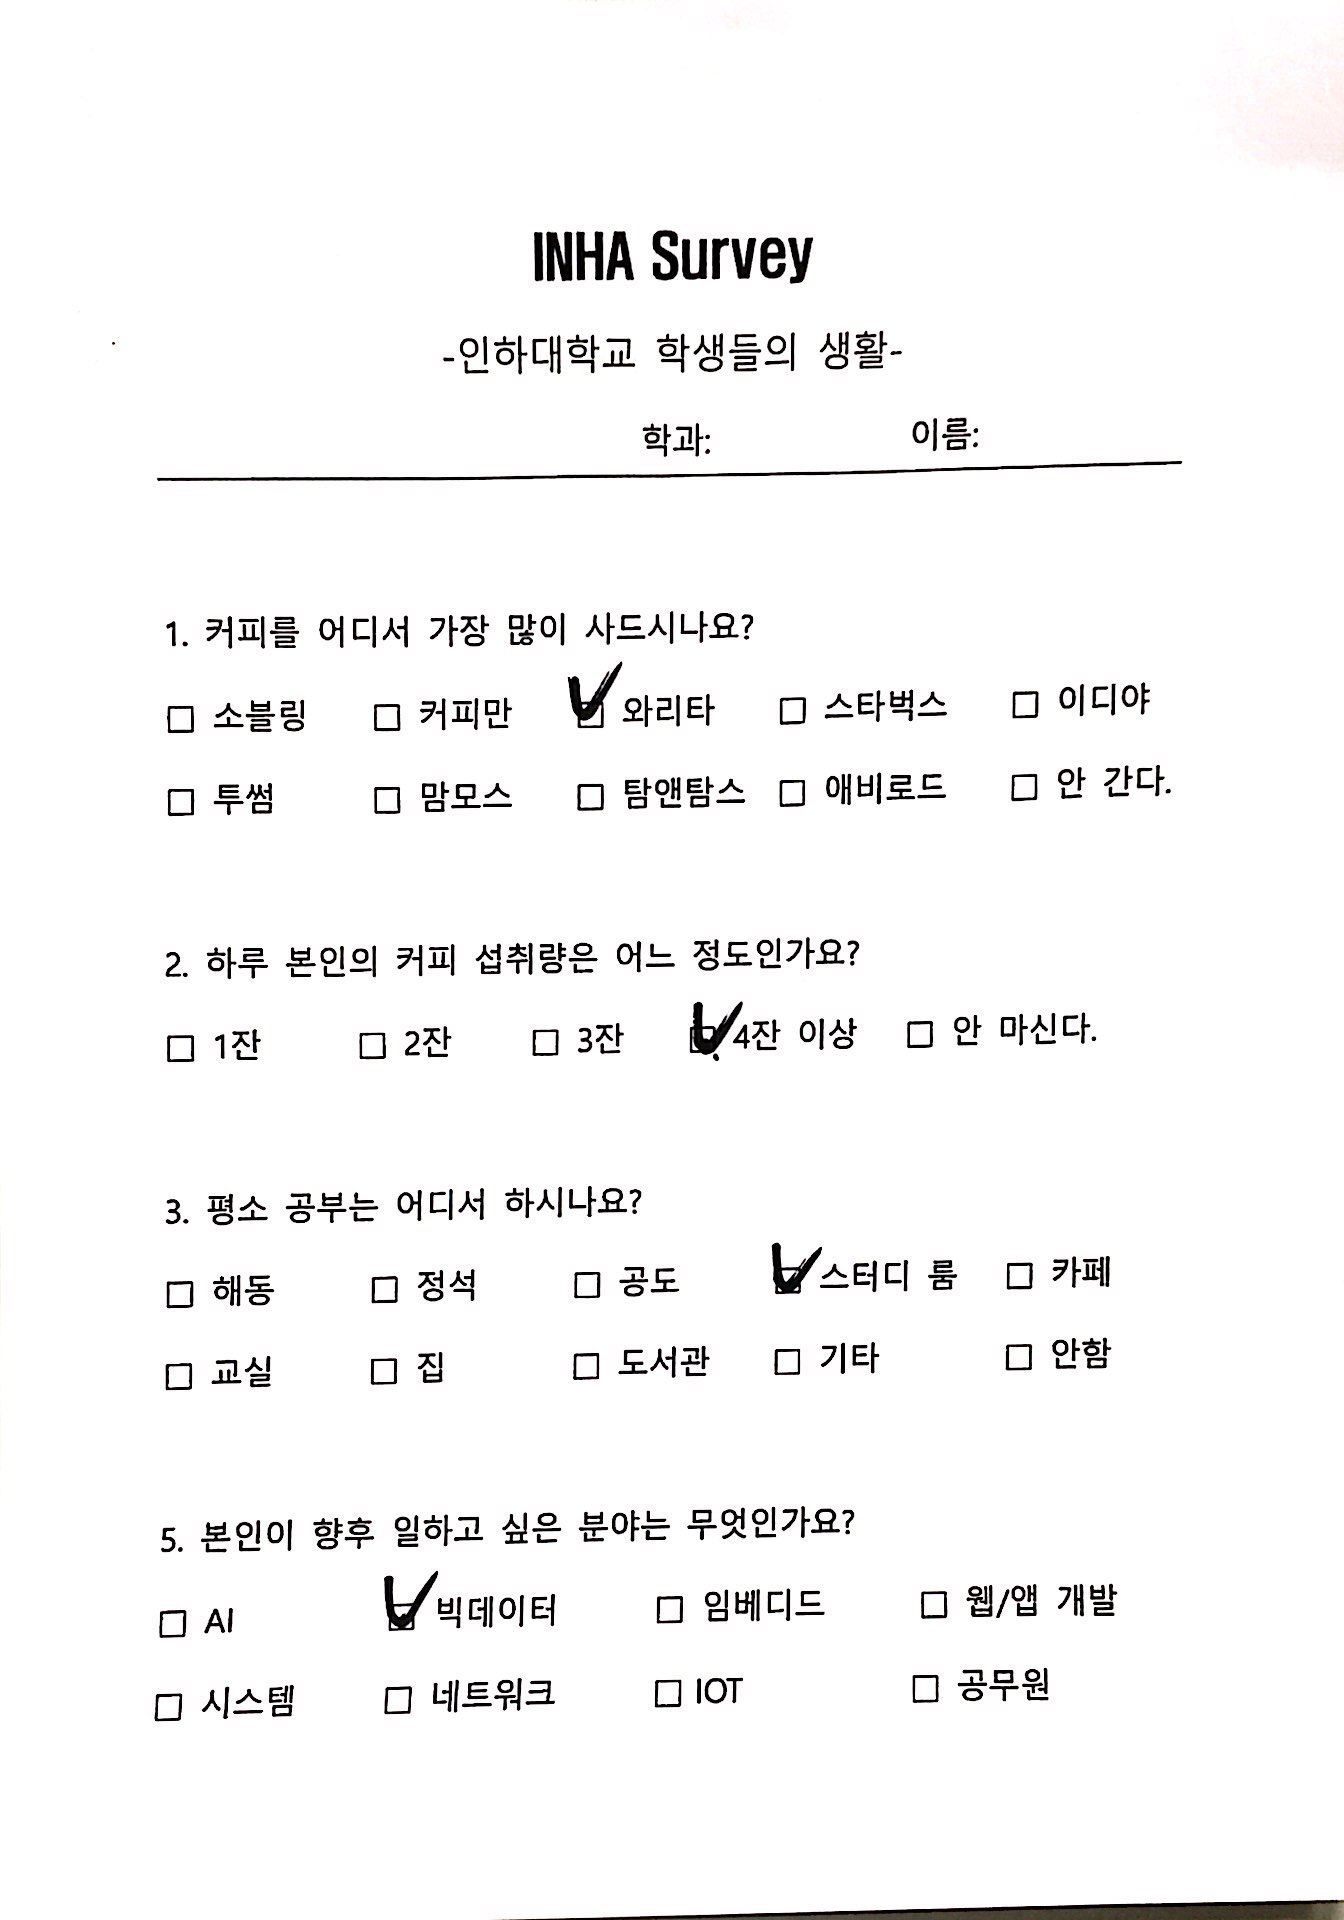 INHA Survey
-인하대학교 학생들의 생활-
학과: 이름:
1. 커피를 어디서 가장 많이 사드시나요?
☐ 소블링 ☐ 커피만 ☑ 와리타 ☐ 스타벅스 ☐ 이디야
☐ 투썸 ☐ 맘모스 ☐ 탐앤탐스 ☐ 애비로드 ☐ 안 간다.
2. 하루 본인의 커피 섭취량은 어느 정도인가요?
☐ 1잔 ☐ 2잔 ☐ 3잔 ☑ 4잔 이상 ☐ 안 마신다.
3. 평소 공부는 어디서 하시나요?
☐ 해동 ☐ 정석 ☐ 공도 ☑ 스터디 룸 ☐ 카페
☐ 교실 ☐ 집 ☐ 도서관 ☐ 기타 ☐ 안함
5. 본인이 향후 일하고 싶은 분야는 무엇인가요?
☐ AI ☑ 빅데이터 ☐ 임베디드 ☐ 웹/앱 개발
☐ 시스템 ☐ 네트워크 ☐ IOT ☐ 공무원